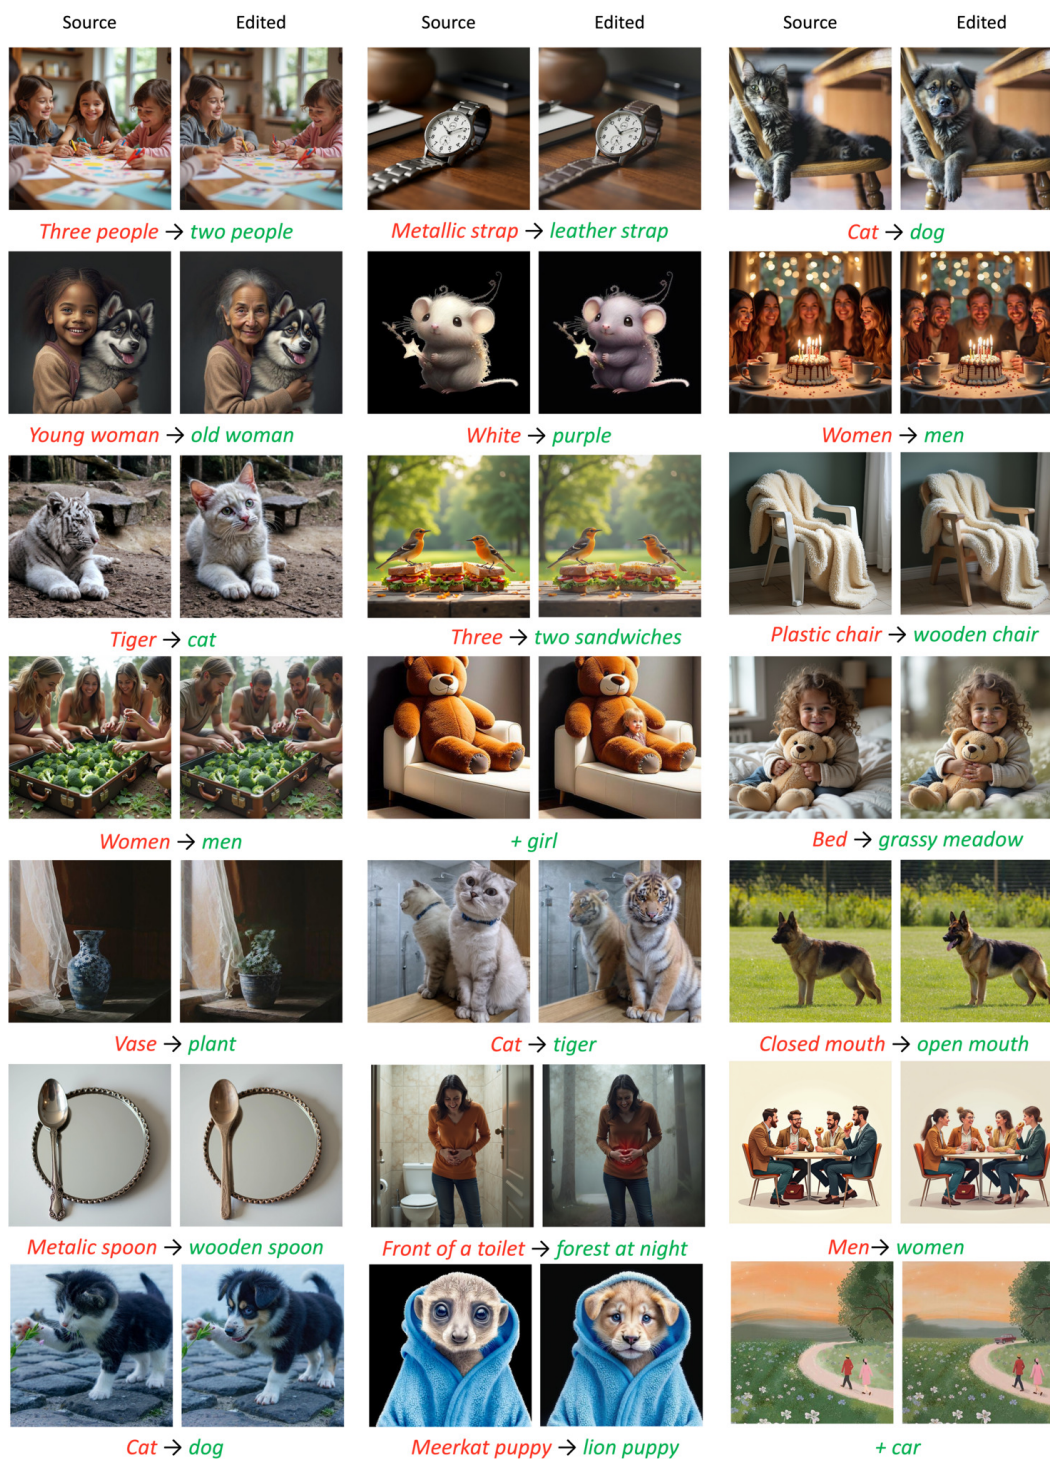 Source Edited Source Edited Source Edited
Three people → two people
Metallic strap → leather strap
Cat → dog
Young woman → old woman
White → purple
Women → men
Tiger → cat
Three → two sandwiches
Plastic chair → wooden chair
Women → men
+ girl
Bed → grassy meadow
Vase → plant
Cat → tiger
Closed mouth → open mouth
Metalic spoon → wooden spoon
Front of a toilet → forest at night
Men → women
Cat → dog
Meerkat puppy → lion puppy
+ car